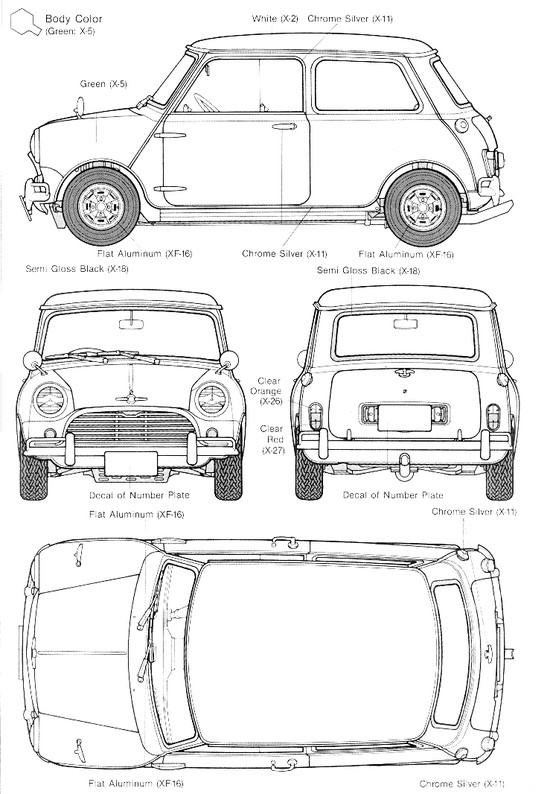 Body Color
(Green: X-5)
White (X-2) Chrome Silver (X-11)
Green (X-5)
Flat Aluminum (XF-16)
Chrome Silver (X-11)
Flat Aluminum (XF-16)
Semi Gloss Black (X-18)
Semi Gloss Black (X-18)
Clear
Orange
(X-26)
Clear
Red
(X-27)
Decal of Number Plate
Decal of Number Plate
Flat Aluminum (XF-16)
Chrome Silver (X-11)
Flat Aluminum (XF-16)
Chrome Silver (X-11)